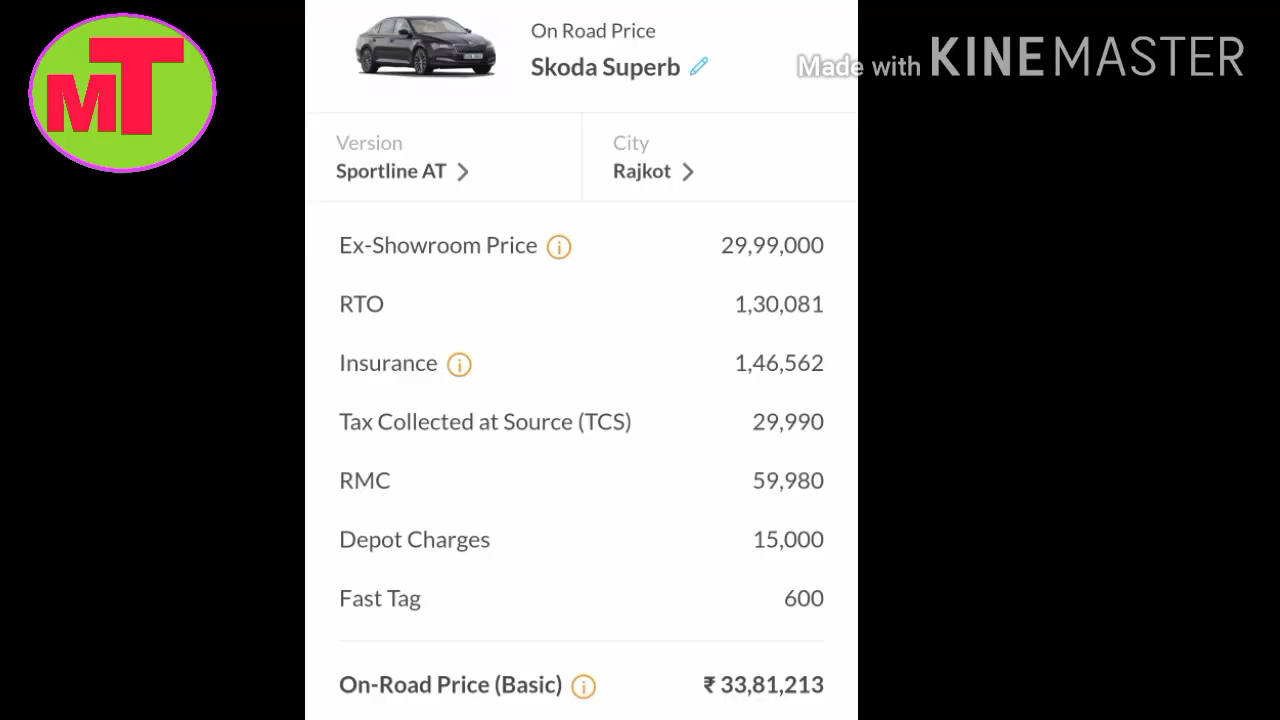 MT
On Road Price
Skoda Superb
Made with KINEMASTER
Version
Sportline AT
City
Rajkot
Ex-Showroom Price 29,99,000
RTO 1,30,081
Insurance 1,46,562
Tax Collected at Source (TCS) 29,990
RMC 59,980
Depot Charges 15,000
Fast Tag 600
On-Road Price (Basic) ₹ 33,81,213